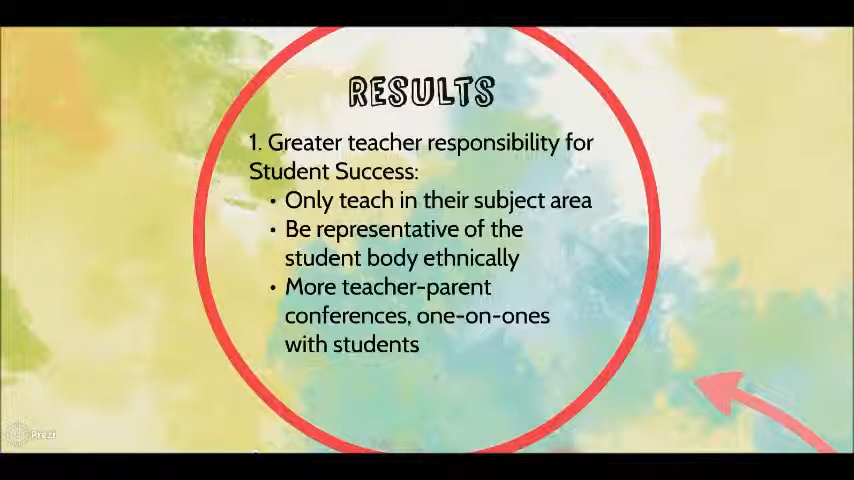 RESULTS
1. Greater teacher responsibility for
Student Success:
• Only teach in their subject area
• Be representative of the
student body ethnically
• More teacher-parent
conferences, one-on-ones
with students
Prezi